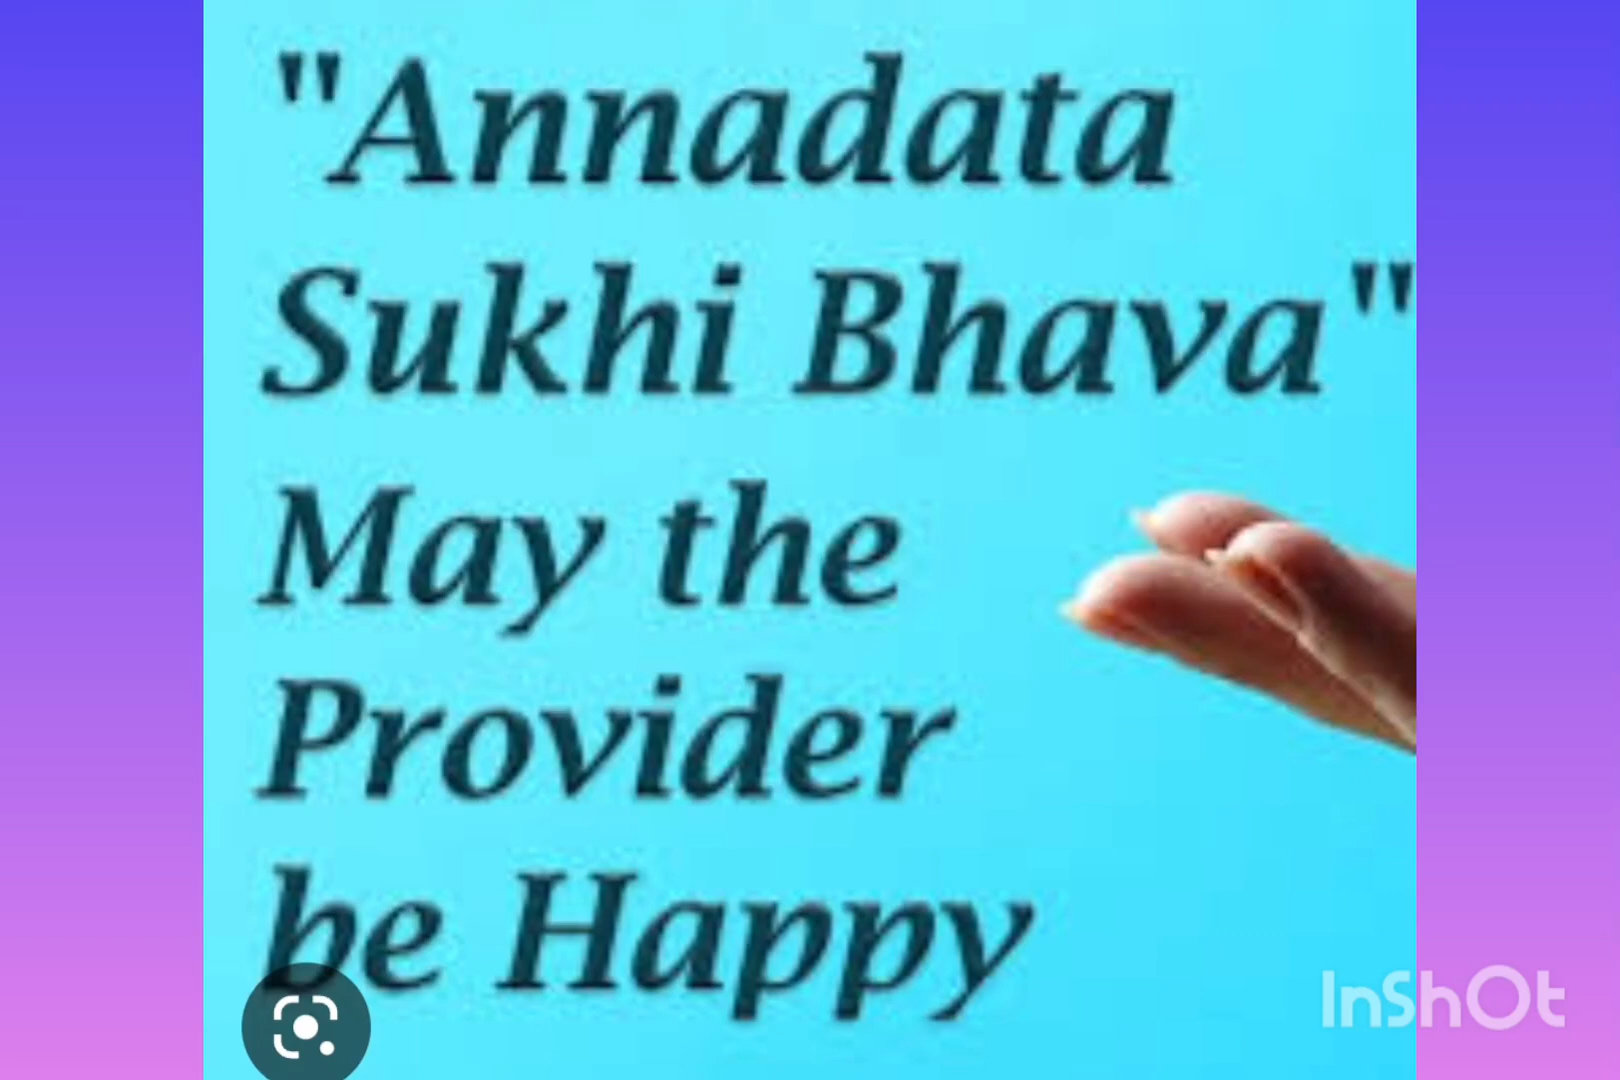 "Annadata
Sukhi Bhava"
May the
Provider
be Happy
InShOt